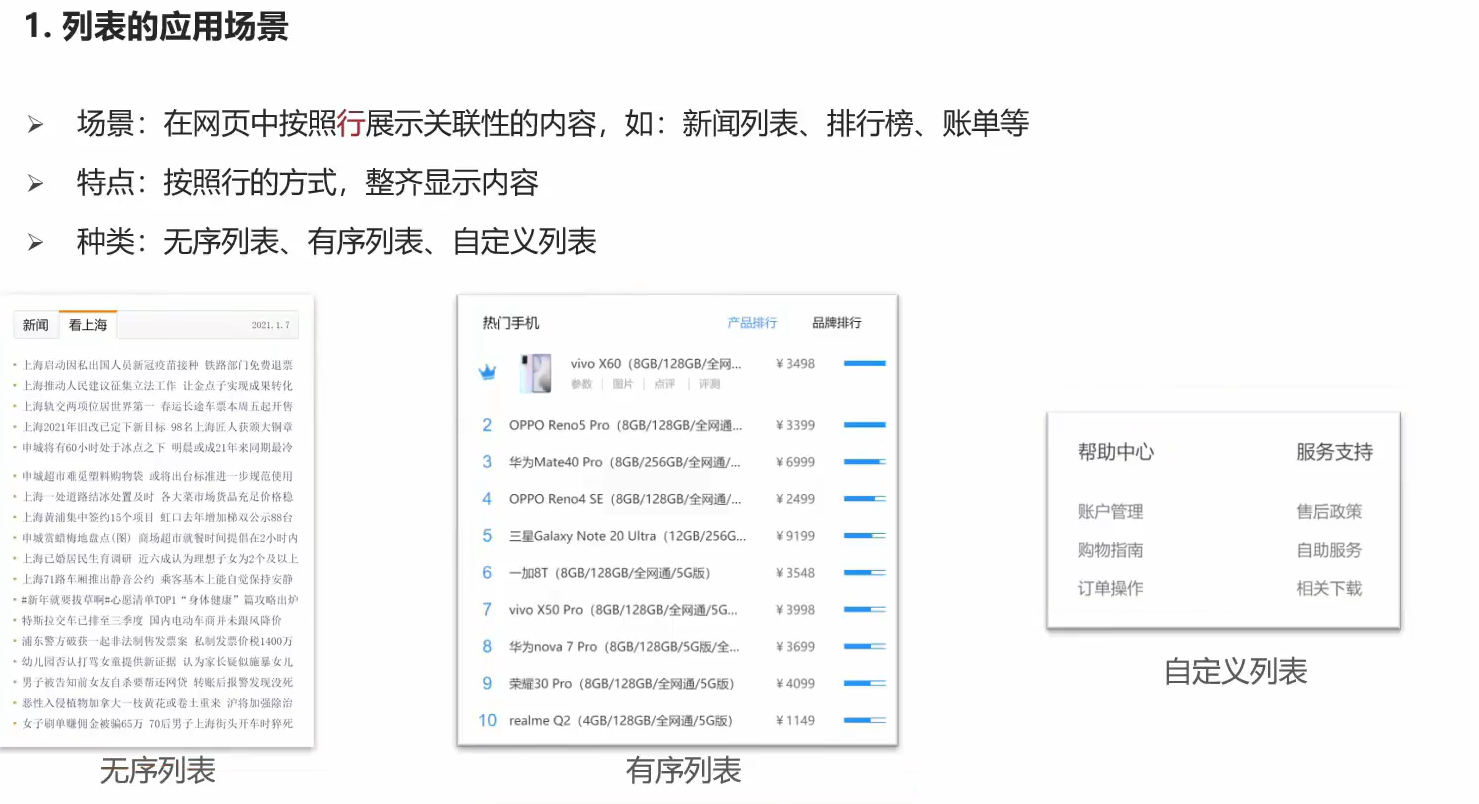 1. 列表的应用场景
➢ 场景：在网页中按照行展示关联性的内容，如：新闻列表、排行榜、账单等
➢ 特点：按照行的方式，整齐显示内容
➢ 种类：无序列表、有序列表、自定义列表
新闻 看上海 2021.1.7
上海启动因私出国人员新冠疫苗接种 铁路部门免费退票
上海推动人民建议征集立法工作 让金点子实现成果转化
上海轨交两项位居世界第一 春运长途车票本周五起开售
上海2021年旧改已定下新目标 98名上海匠人获颁大铜章
申城将有60小时处于冰点之下 明晨或成21年来同期最冷
申城超市难觅塑料购物袋 或将出台标准进一步规范使用
上海一处道路结冰处置及时 各大菜市场货品充足价格稳
上海黄浦集中签约15个项目 虹口去年增加梯双公示88台
申城赏蜡梅地盘点(图) 商场超市就餐时间提倡在2小时内
上海已婚居民生育调研 近六成认为理想子女为2个及以上
上海71路车厢推出静音公约 乘客基本上能自觉保持安静
#新年就要拔草啊#心愿清单TOP1“身体健康”篇攻略出炉
特斯拉交车已排至三季度 国内电动车商并未跟风降价
浦东警方破获一起非法制售发票案 私制发票价税1400万
幼儿园否认打骂女童提供新证据 认为家长疑似施暴女儿
男子被告知前女友自杀要帮还网贷 转账后报警发现没死
恶性入侵植物加拿大一枝黄花或卷土重来 沪将加强除治
女子刷单赚佣金被骗65万 70后男子上海街头开车时猝死
无序列表
热门手机 产品排行 品牌排行
vivo X60（8GB/128GB/全网... ¥3498
参数 | 图片 | 点评 | 评测
2 OPPO Reno5 Pro（8GB/128GB/全网通... ¥3399
3 华为Mate40 Pro（8GB/256GB/全网通/... ¥6999
4 OPPO Reno4 SE（8GB/128GB/全网通/... ¥2499
5 三星Galaxy Note 20 Ultra（12GB/256G... ¥9199
6 一加8T（8GB/128GB/全网通/5G版） ¥3548
7 vivo X50 Pro（8GB/128GB/全网通/5G... ¥3998
8 华为nova 7 Pro（8GB/128GB/5G版/全... ¥3699
9 荣耀30 Pro（8GB/128GB/全网通/5G版） ¥4099
10 realme Q2（4GB/128GB/全网通/5G版） ¥1149
有序列表
帮助中心 服务支持
账户管理 售后政策
购物指南 自助服务
订单操作 相关下载
自定义列表